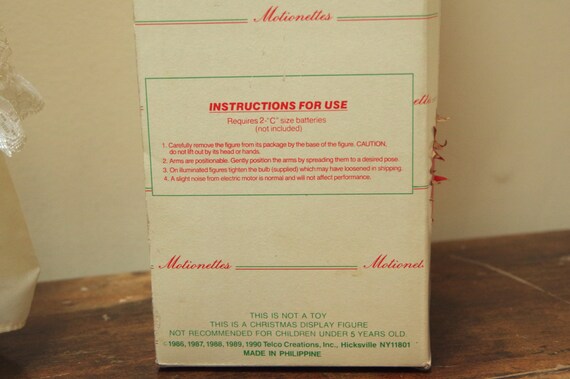 Motionettes
Motionettes
INSTRUCTIONS FOR USE
Requires 2-"C" size batteries
(not included)
1. Carefully remove the figure from its package by the base of the figure. CAUTION,
do not lift out by its head or hands.
2. Arms are positionable. Gently position the arms by spreading them to a desired pose.
3. On illuminated figures tighten the bulb (supplied) which may have loosened in shipping.
4. A slight noise from electric motor is normal and will not affect performance.
Motionettes Motionet
THIS IS NOT A TOY
THIS IS A CHRISTMAS DISPLAY FIGURE
NOT RECOMMENDED FOR CHILDREN UNDER 5 YEARS OLD.
1986, 1987, 1988, 1989, 1990 Telco Creations, Inc., Hicksville NY11801
MADE IN PHILIPPINE